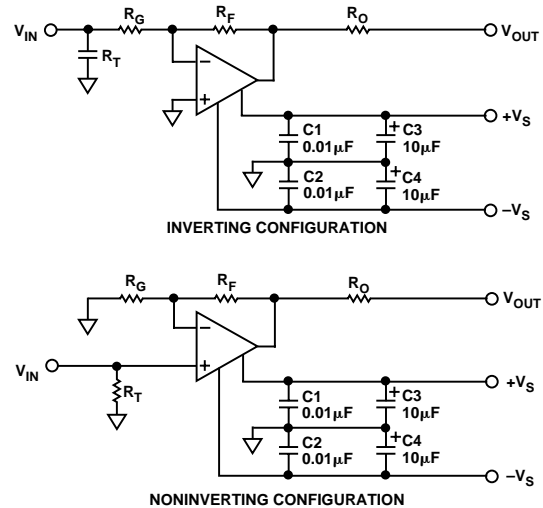 R_G R_F R_O
V_IN V_OUT
R_T
−
+
+V_S
C1 + C3
0.01µF 10µF
C2 + C4
0.01µF 10µF
−V_S
INVERTING CONFIGURATION
R_G R_F R_O
V_OUT
−
V_IN +
R_T
+V_S
C1 + C3
0.01µF 10µF
C2 + C4
0.01µF 10µF
−V_S
NONINVERTING CONFIGURATION